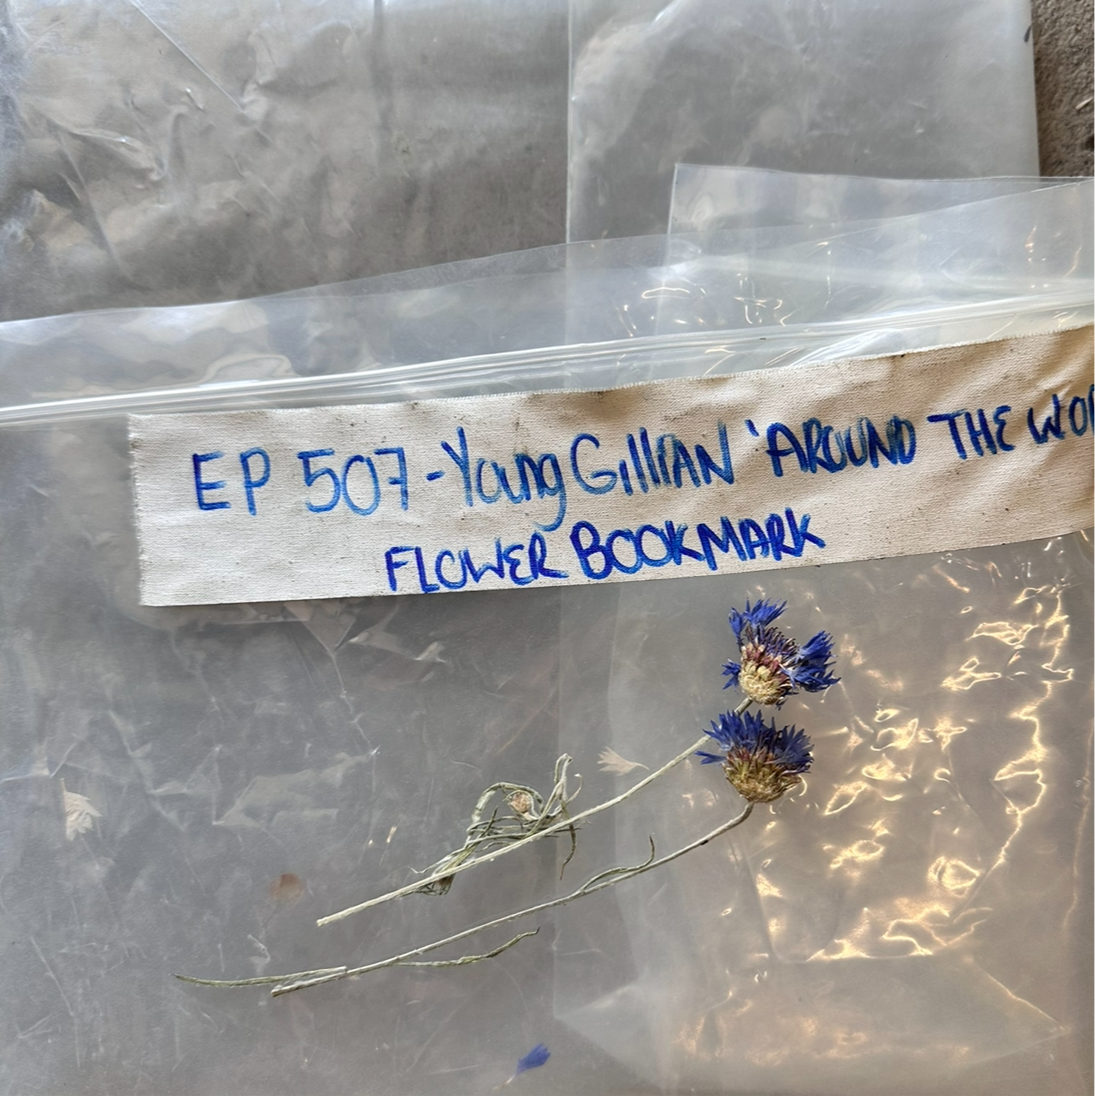 EP 507-Young GilliAN 'AROUND THE WO
FLOWER BOOKMARK